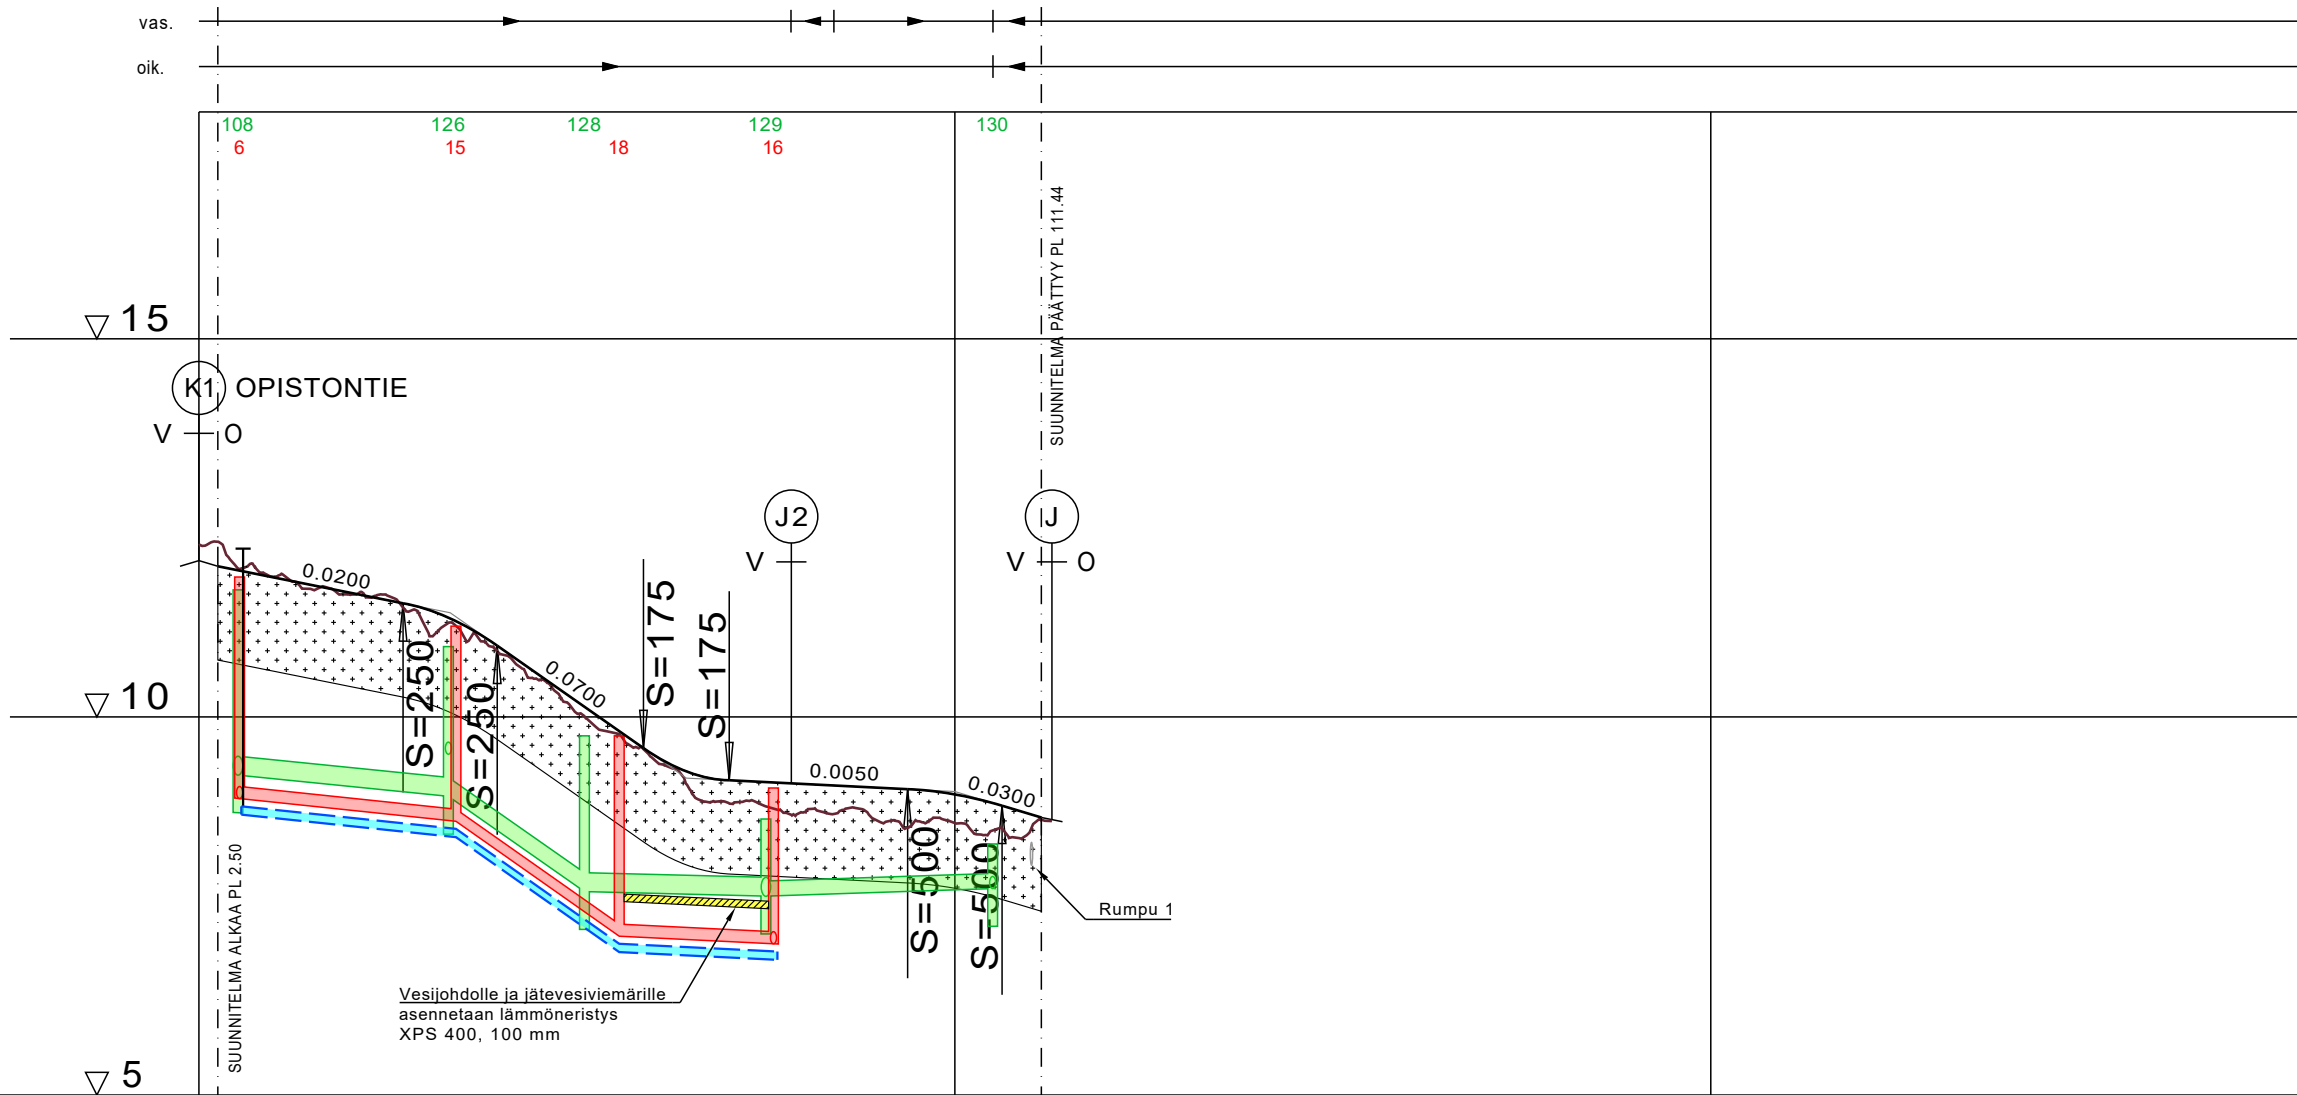 vas.
oik.
108 126 128 129 130
6 15 18 16
SUUNNITELMA PÄÄTTYY PL 111.44
15
K1 OPISTONTIE
V O
J2 J
V V O
0.0200
S=175
S=175
S=250
S=250
0.0700
10
0.0050
0.0300
S=500
S=500
SUUNNITELMA ALKAA PL 2.50
Rumpu 1
Vesijohdolle ja jätevesiviemärille
asennetaan lämmöneristys
XPS 400, 100 mm
5